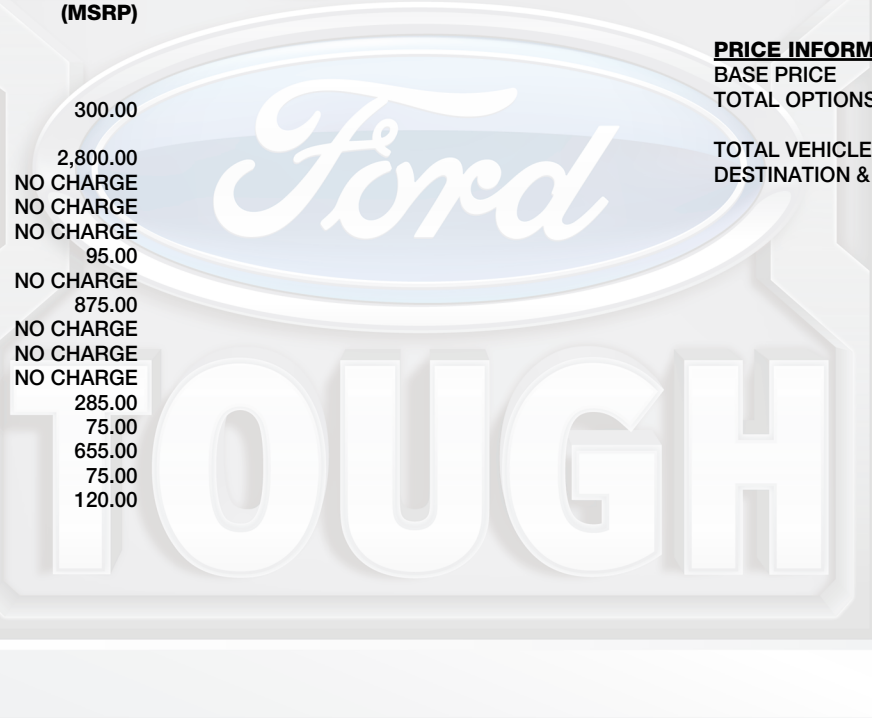 (MSRP)
300.00
2,800.00
NO CHARGE
NO CHARGE
NO CHARGE
95.00
NO CHARGE
875.00
NO CHARGE
NO CHARGE
NO CHARGE
285.00
75.00
655.00
75.00
120.00
PRICE INFORM
BASE PRICE
TOTAL OPTIONS
TOTAL VEHICLE
DESTINATION &
Ford
TOUGH